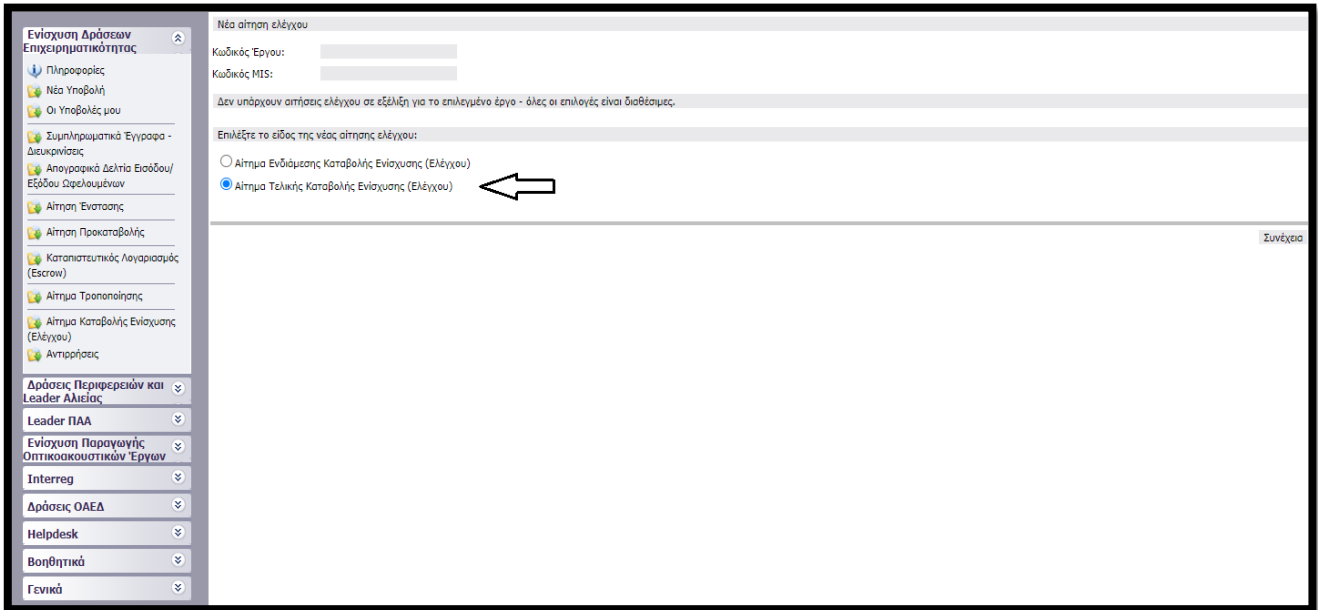 Ενίσχυση Δράσεων
Επιχειρηματικότητας
Πληροφορίες
Νέα Υποβολή
Οι Υποβολές μου
Συμπληρωματικά Έγγραφα -
Διευκρινίσεις
Απογραφικά Δελτία Εισόδου/
Εξόδου Ωφελουμένων
Αίτηση Ένστασης
Αίτηση Προκαταβολής
Καταπιστευτικός Λογαριασμός
(Escrow)
Αίτημα Τροποποίησης
Αίτημα Καταβολής Ενίσχυσης
(Ελέγχου)
Αντιρρήσεις
Δράσεις Περιφερειών και
Leader Αλιείας
Leader ΠΑΑ
Ενίσχυση Παραγωγής
Οπτικοακουστικών Έργων
Interreg
Δράσεις ΟΑΕΔ
Helpdesk
Βοηθητικά
Γενικά
Νέα αίτηση ελέγχου
Κωδικός Έργου:
Κωδικός MIS:
Δεν υπάρχουν αιτήσεις ελέγχου σε εξέλιξη για το επιλεγμένο έργο - όλες οι επιλογές είναι διαθέσιμες.
Επιλέξτε το είδος της νέας αίτησης ελέγχου:
Αίτημα Ενδιάμεσης Καταβολής Ενίσχυσης (Ελέγχου)
Αίτημα Τελικής Καταβολής Ενίσχυσης (Ελέγχου)
Συνέχεια